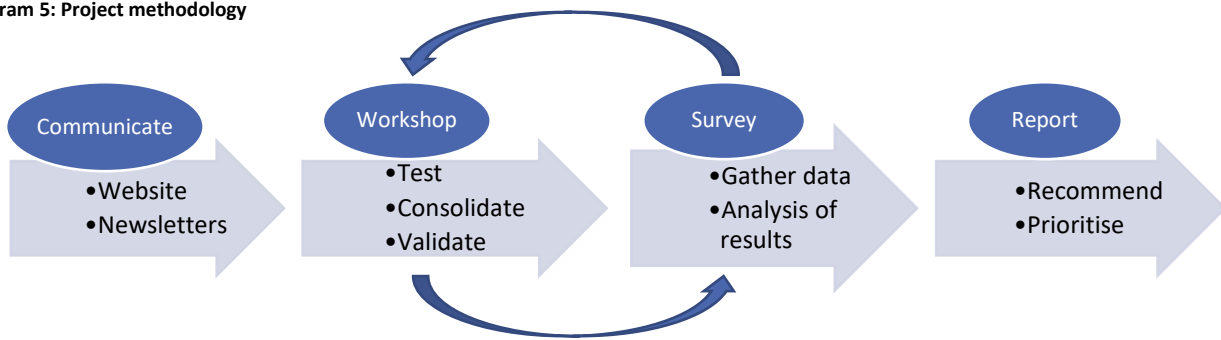 ram 5: Project methodology
Communicate
•Website
•Newsletters
Workshop
•Test
•Consolidate
•Validate
Survey
•Gather data
•Analysis of
results
Report
•Recommend
•Prioritise